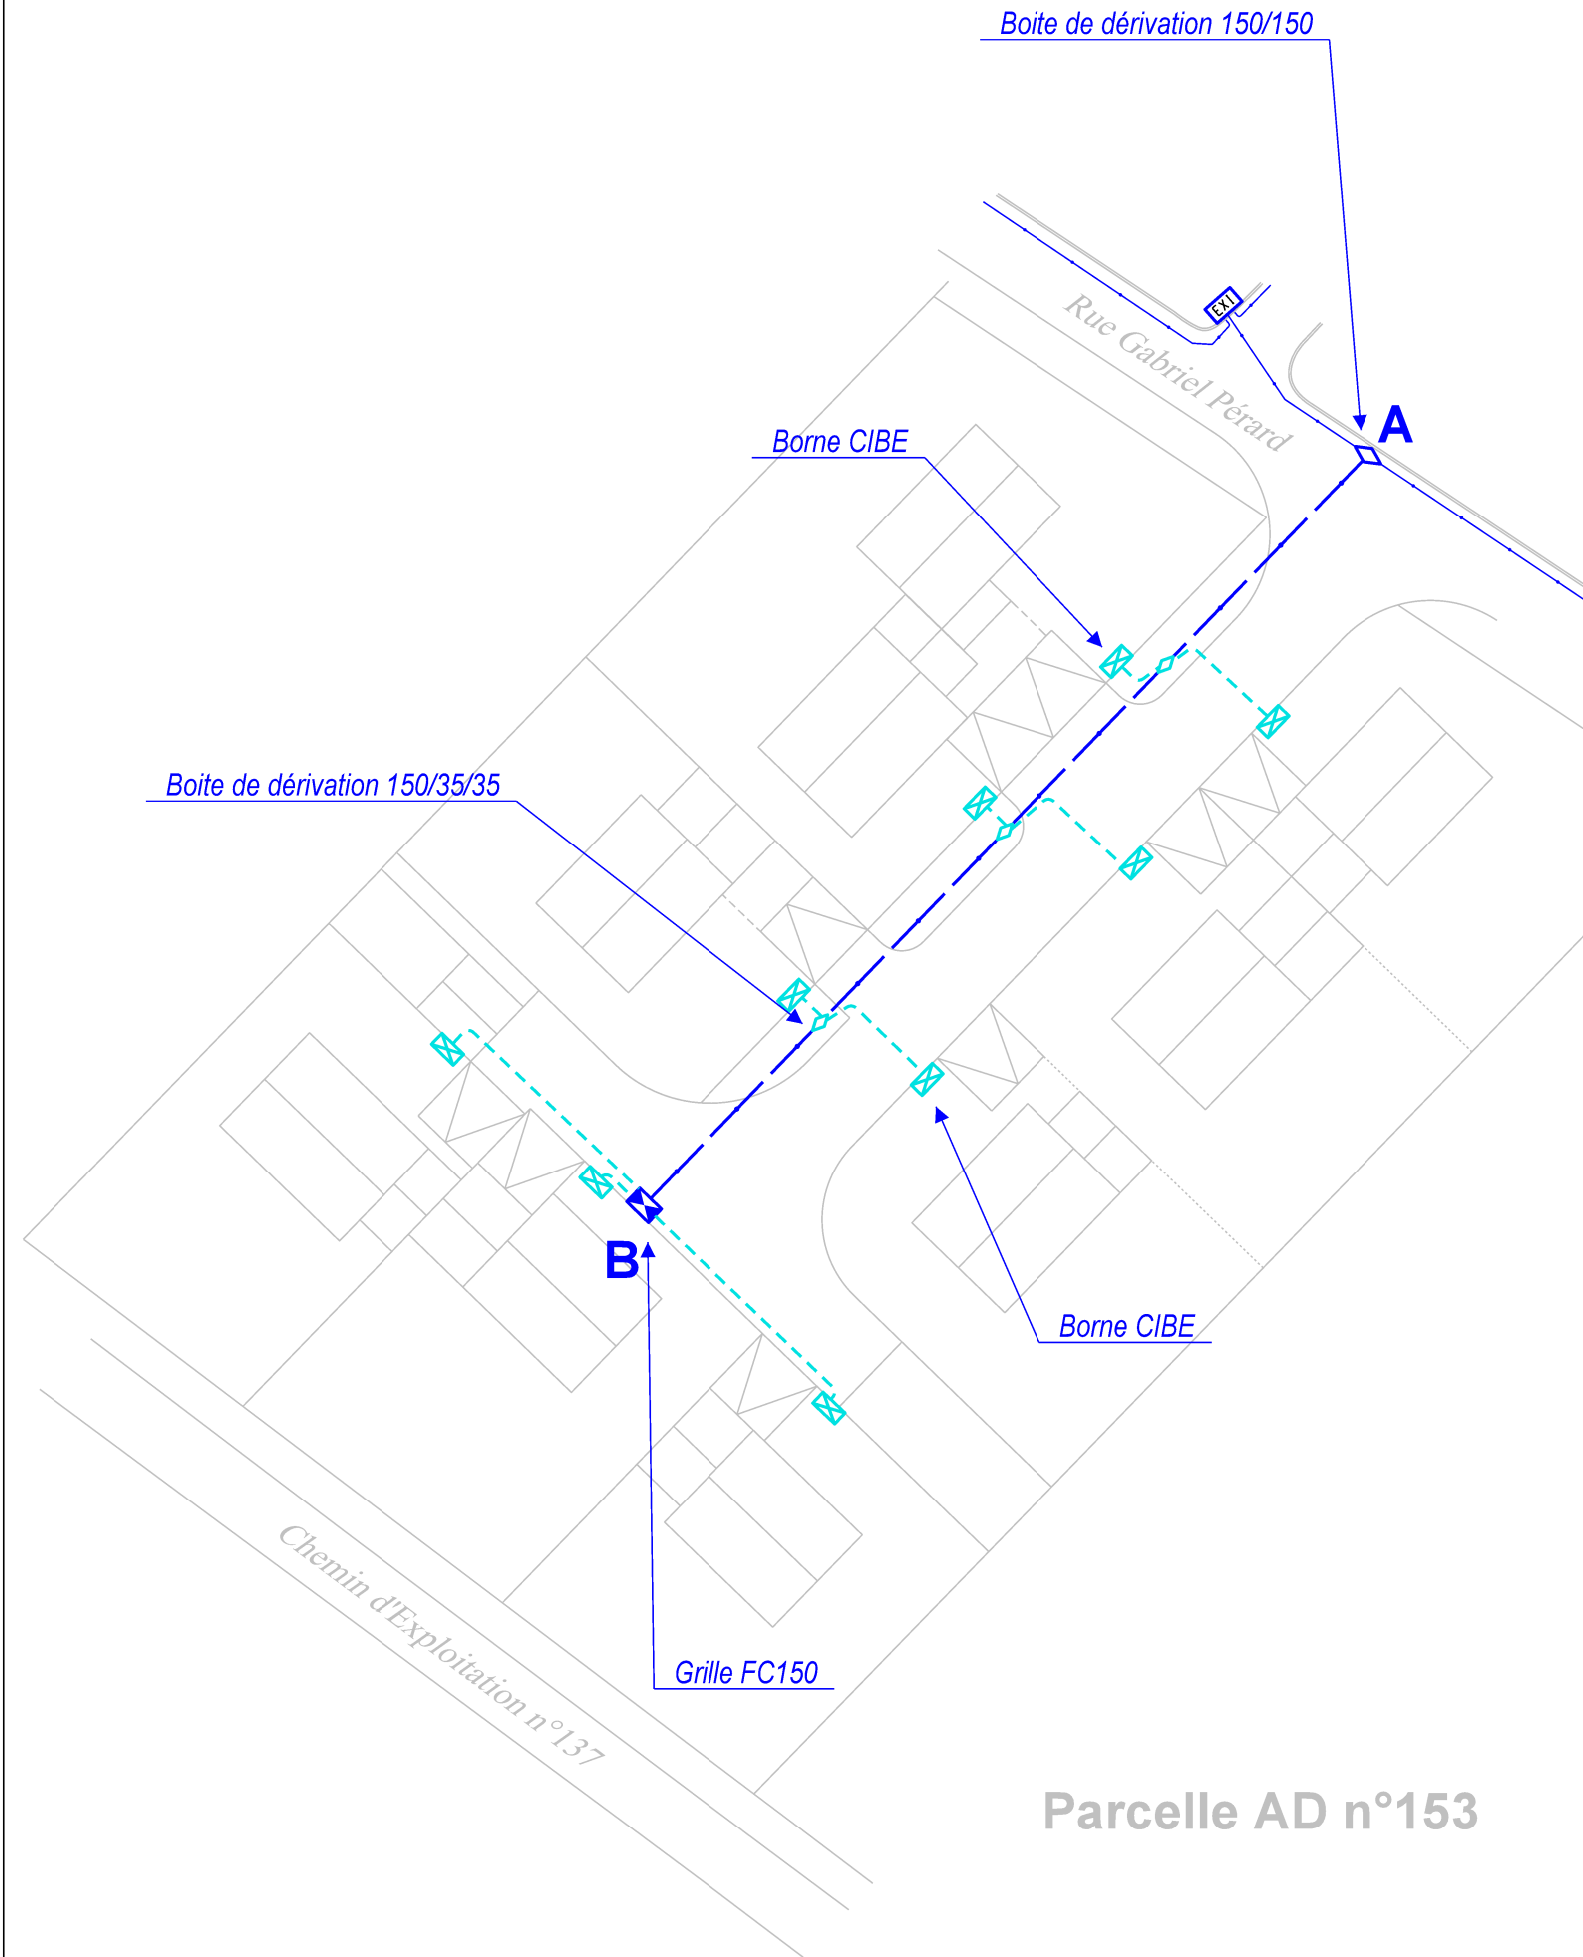 Boite de dérivation 150/150
EXI
Rue Gabriel Pérard
A
Borne CIBE
Boite de dérivation 150/35/35
B
Borne CIBE
Grille FC150
Chemin d'Exploitation n°137
Parcelle AD n°153